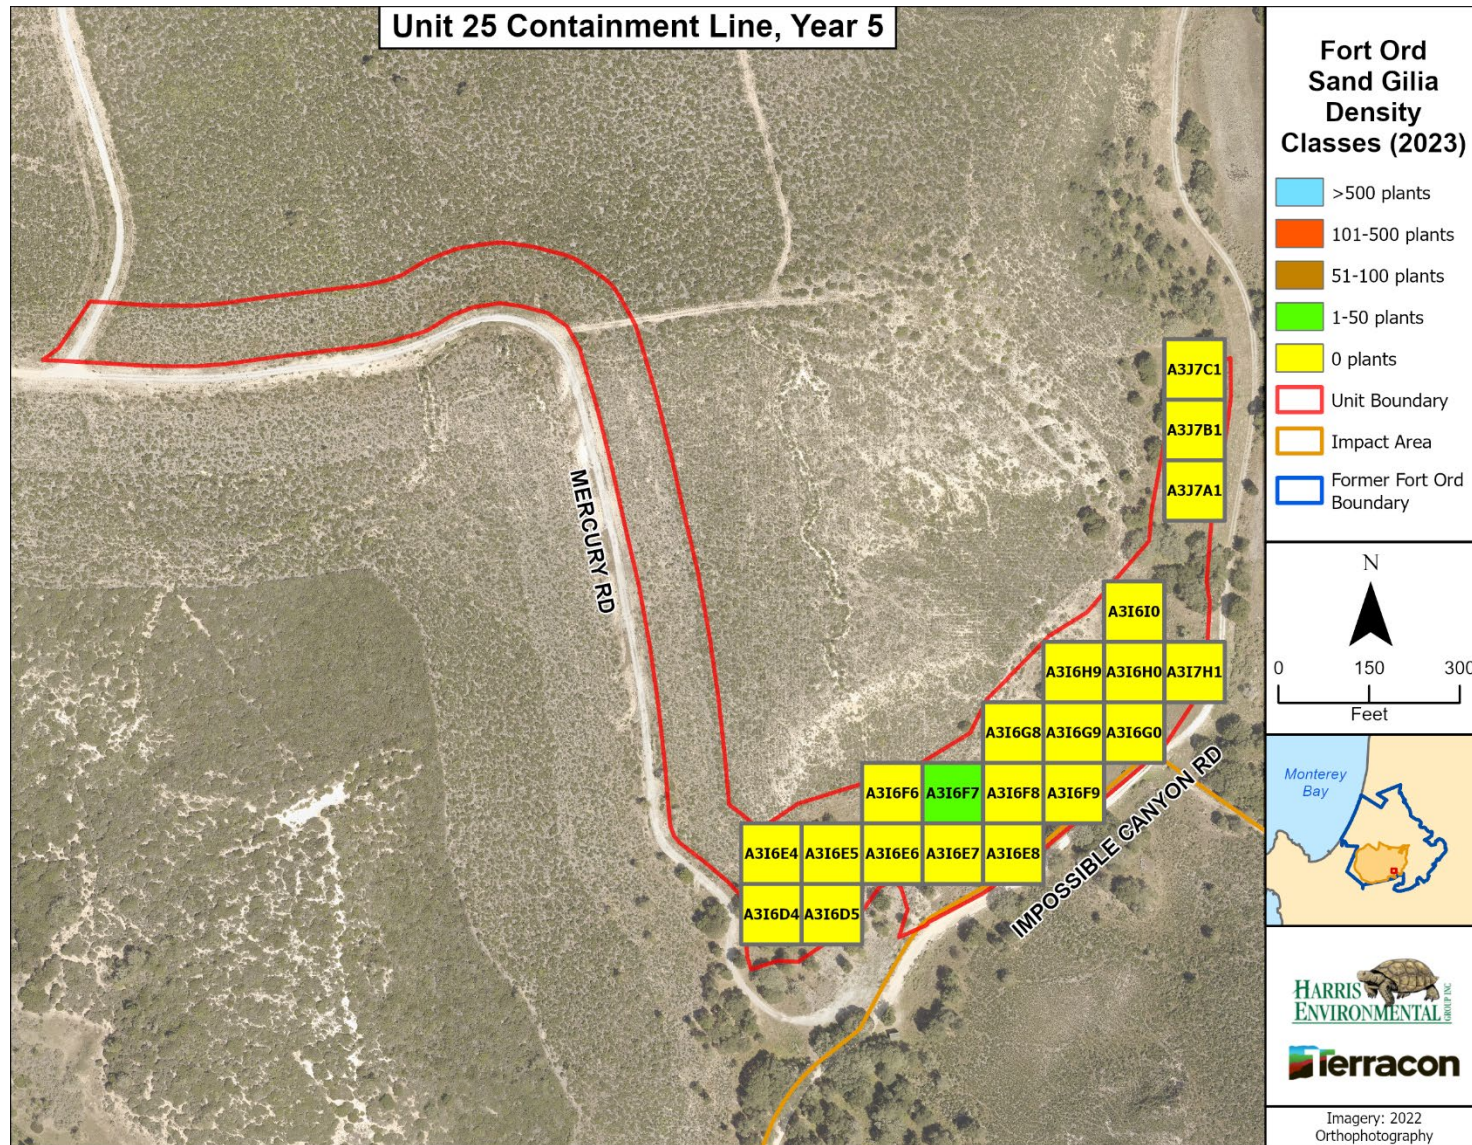 Unit 25 Containment Line, Year 5
MERCURY RD
IMPOSSIBLE CANYON RD
A3J7C1
A3J7B1
A3J7A1
A3I6I0
A3I6H9 A3I6H0 A3I7H1
A3I6G8 A3I6G9 A3I6G0
A3I6F6 A3I6F7 A3I6F8 A3I6F9
A3I6E4 A3I6E5 A3I6E6 A3I6E7 A3I6E8
A3I6D4 A3I6D5
Fort Ord
Sand Gilia
Density
Classes (2023)
>500 plants
101-500 plants
51-100 plants
1-50 plants
0 plants
Unit Boundary
Impact Area
Former Fort Ord
Boundary
N
0 150 300
Feet
Monterey
Bay
HARRIS
ENVIRONMENTAL GROUP INC
Terracon
Imagery: 2022
Orthophotography